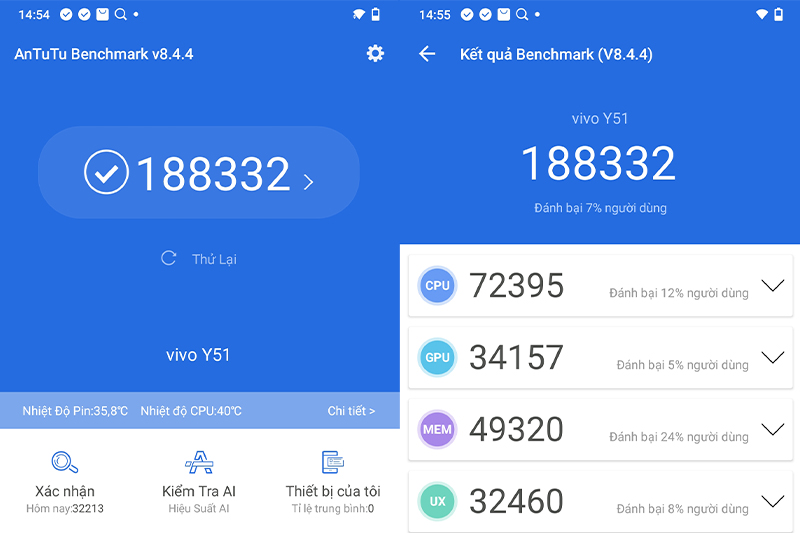 14:54
AnTuTu Benchmark v8.4.4
188332
Thử Lại
vivo Y51
Nhiệt Độ Pin:35,8℃ Nhiệt độ CPU:40℃ Chi tiết >
Xác nhận
Hôm nay:32213
Kiểm Tra AI
Hiệu Suất AI
Thiết bị của tôi
Tỉ lệ trung bình:0
14:55
Kết quả Benchmark (V8.4.4)
vivo Y51
188332
Đánh bại 7% người dùng
CPU 72395 Đánh bại 12% người dùng
GPU 34157 Đánh bại 5% người dùng
MEM 49320 Đánh bại 24% người dùng
UX 32460 Đánh bại 8% người dùng